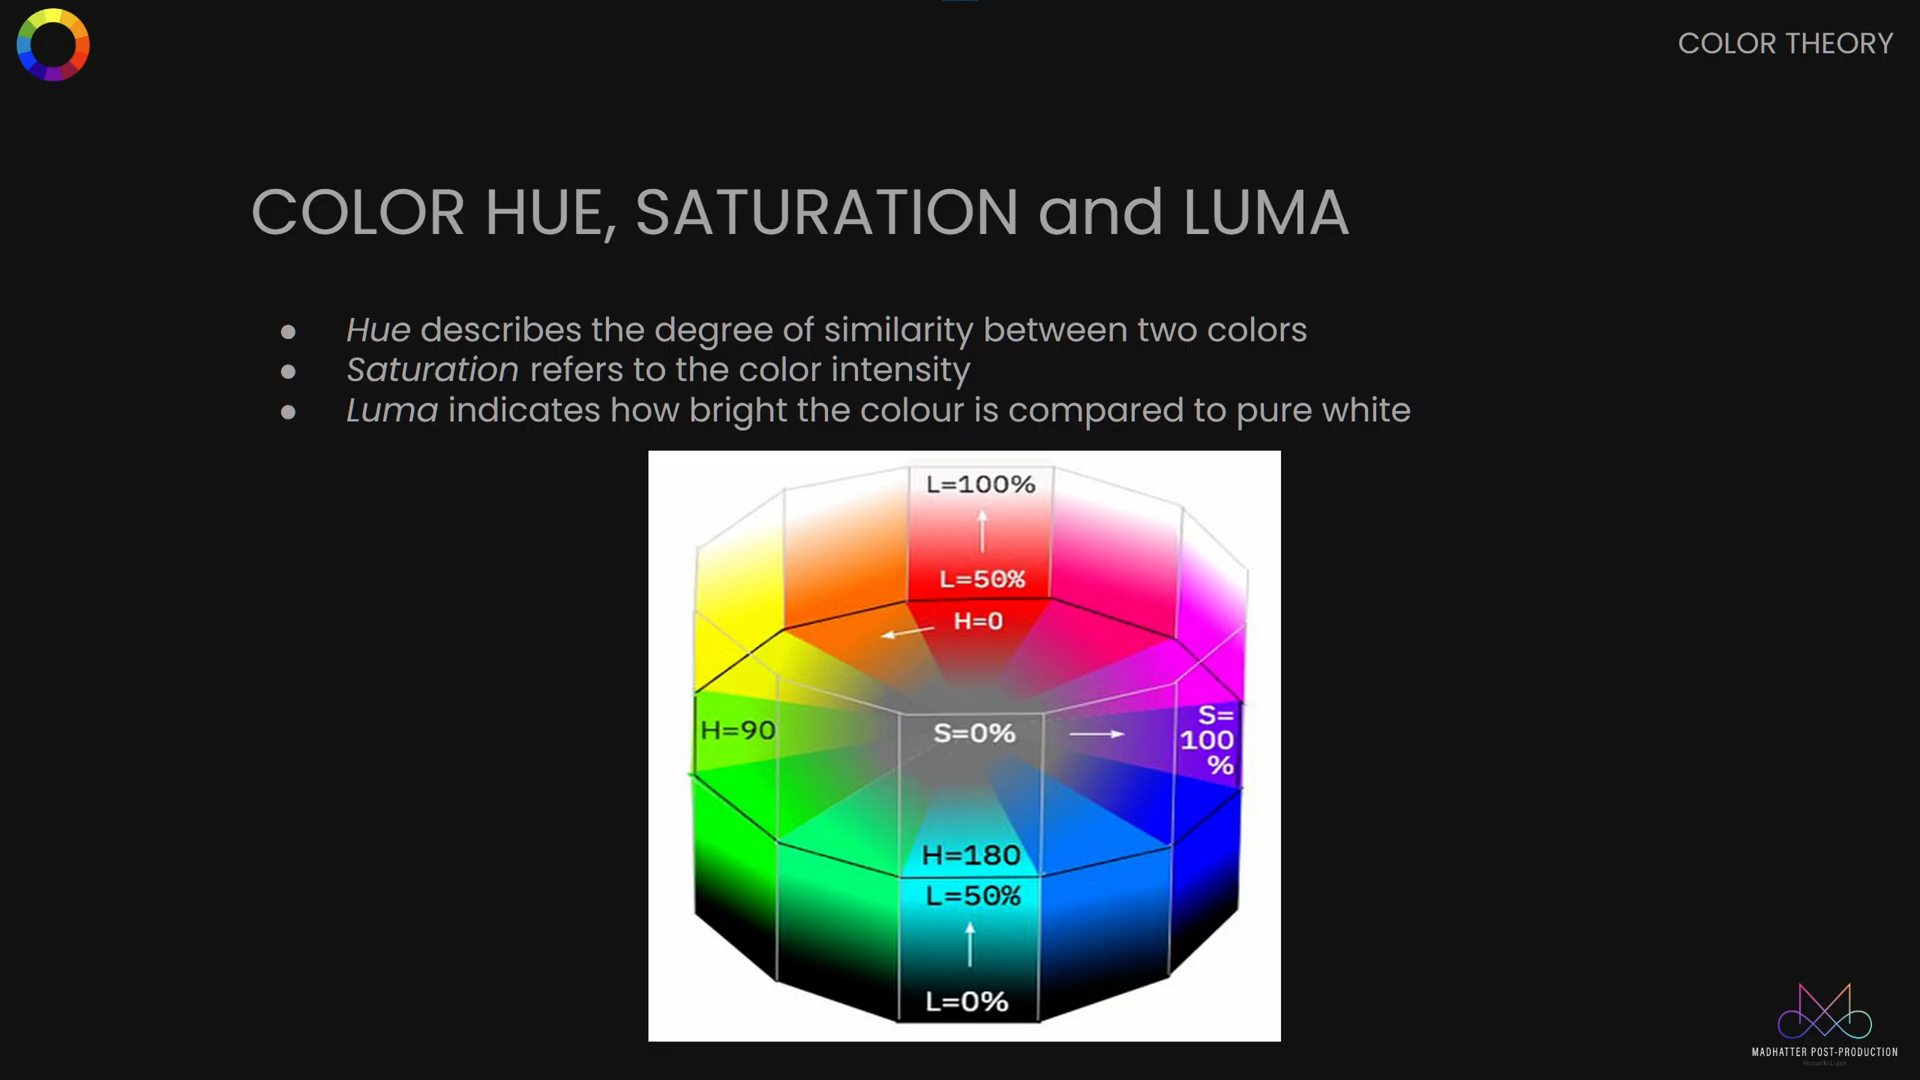 COLOR THEORY
COLOR HUE, SATURATION and LUMA
● Hue describes the degree of similarity between two colors
● Saturation refers to the color intensity
● Luma indicates how bright the colour is compared to pure white
L=100%
L=50%
H=0
H=90
S=0%
S=
100
%
H=180
L=50%
L=0%
MADHATTER POST-PRODUCTION